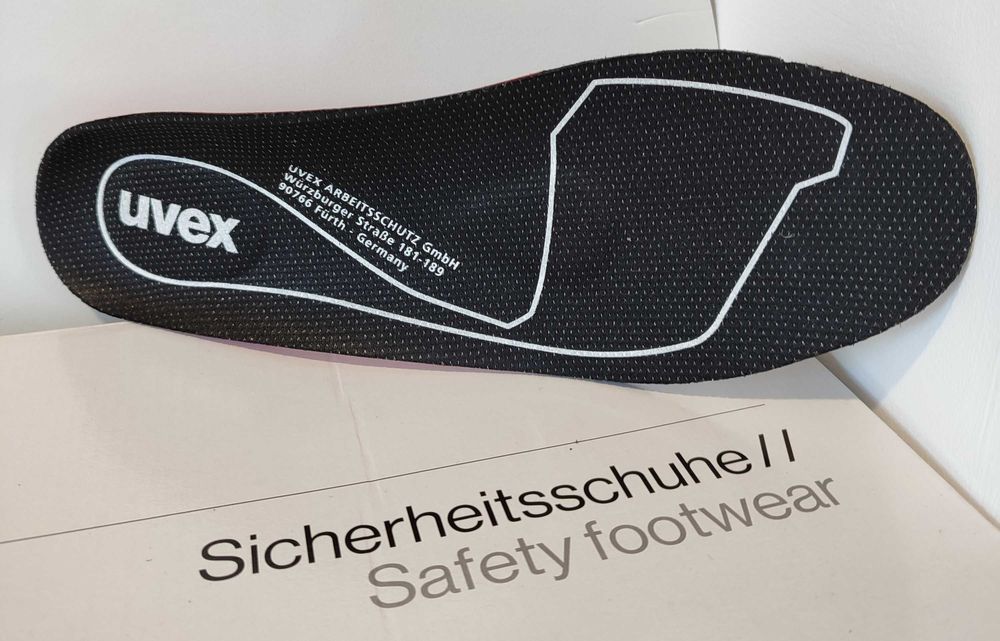 uvex
UVEX ARBEITSSCHUTZ GmbH
Würzburger Straße 181-189
90766 Fürth - Germany
Sicherheitsschuhe//
Safety footwear